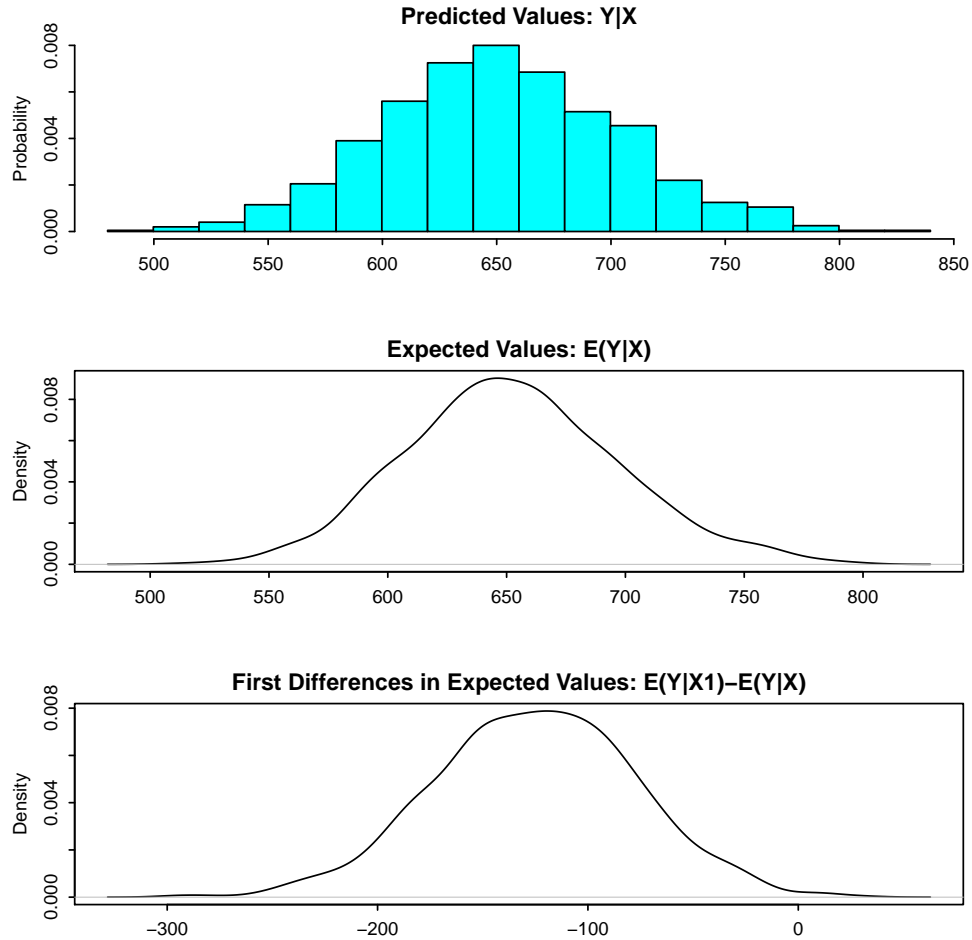 Predicted Values: Y|X
Probability
0.000 0.004 0.008
500 550 600 650 700 750 800 850
Expected Values: E(Y|X)
Density
0.000 0.004 0.008
500 550 600 650 700 750 800
First Differences in Expected Values: E(Y|X1)−E(Y|X)
Density
0.000 0.004 0.008
−300 −200 −100 0